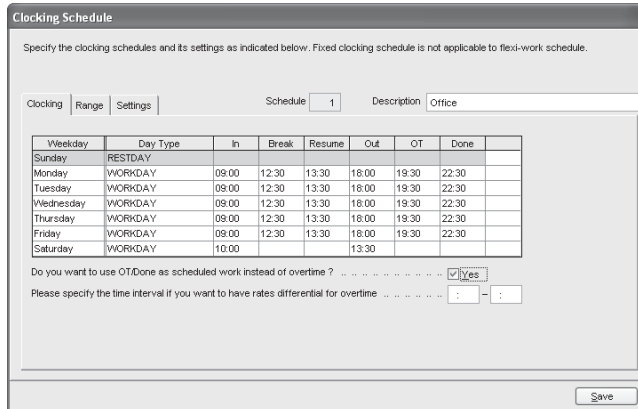 Clocking Schedule
Specify the clocking schedules and its settings as indicated below. Fixed clocking schedule is not applicable to flexi-work schedule.
Clocking Range Settings Schedule 1 Description Office
Weekday Day Type In Break Resume Out OT Done
Sunday RESTDAY
Monday WORKDAY 09:00 12:30 13:30 18:00 19:30 22:30
Tuesday WORKDAY 09:00 12:30 13:30 18:00 19:30 22:30
Wednesday WORKDAY 09:00 12:30 13:30 18:00 19:30 22:30
Thursday WORKDAY 09:00 12:30 13:30 18:00 19:30 22:30
Friday WORKDAY 09:00 12:30 13:30 18:00 19:30 22:30
Saturday WORKDAY 10:00 13:30
Do you want to use OT/Done as scheduled work instead of overtime ? .. .. .. .. .. .. .. .. .. .. Yes
Please specify the time interval if you want to have rates differential for overtime .. .. .. .. .. : – :
Save